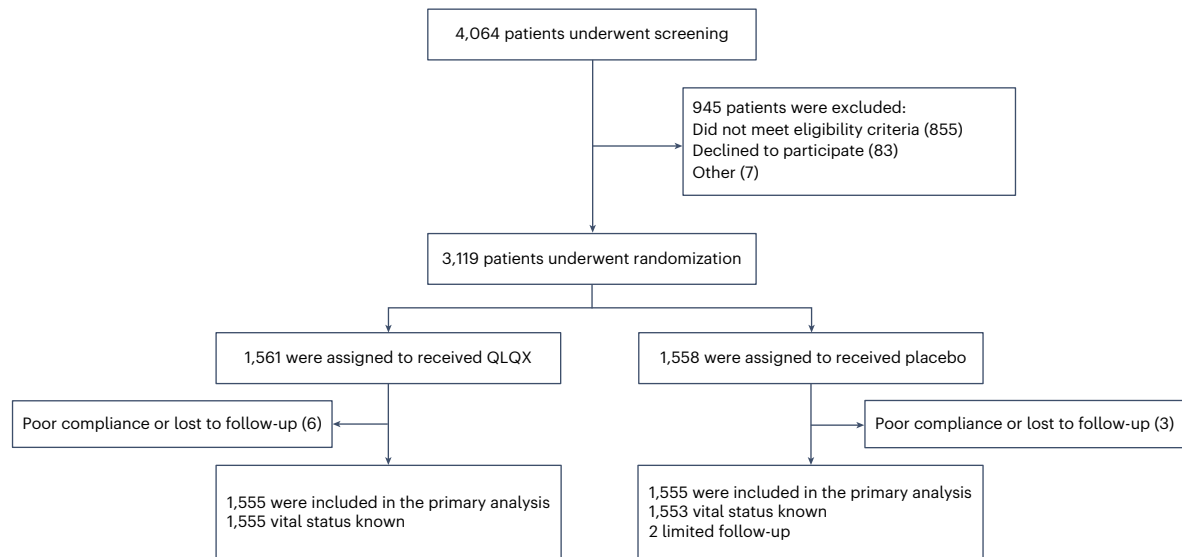 4,064 patients underwent screening
945 patients were excluded:
Did not meet eligibility criteria (855)
Declined to participate (83)
Other (7)
3,119 patients underwent randomization
1,561 were assigned to received QLQX
1,558 were assigned to received placebo
Poor compliance or lost to follow-up (6)
Poor compliance or lost to follow-up (3)
1,555 were included in the primary analysis
1,555 vital status known
1,555 were included in the primary analysis
1,553 vital status known
2 limited follow-up